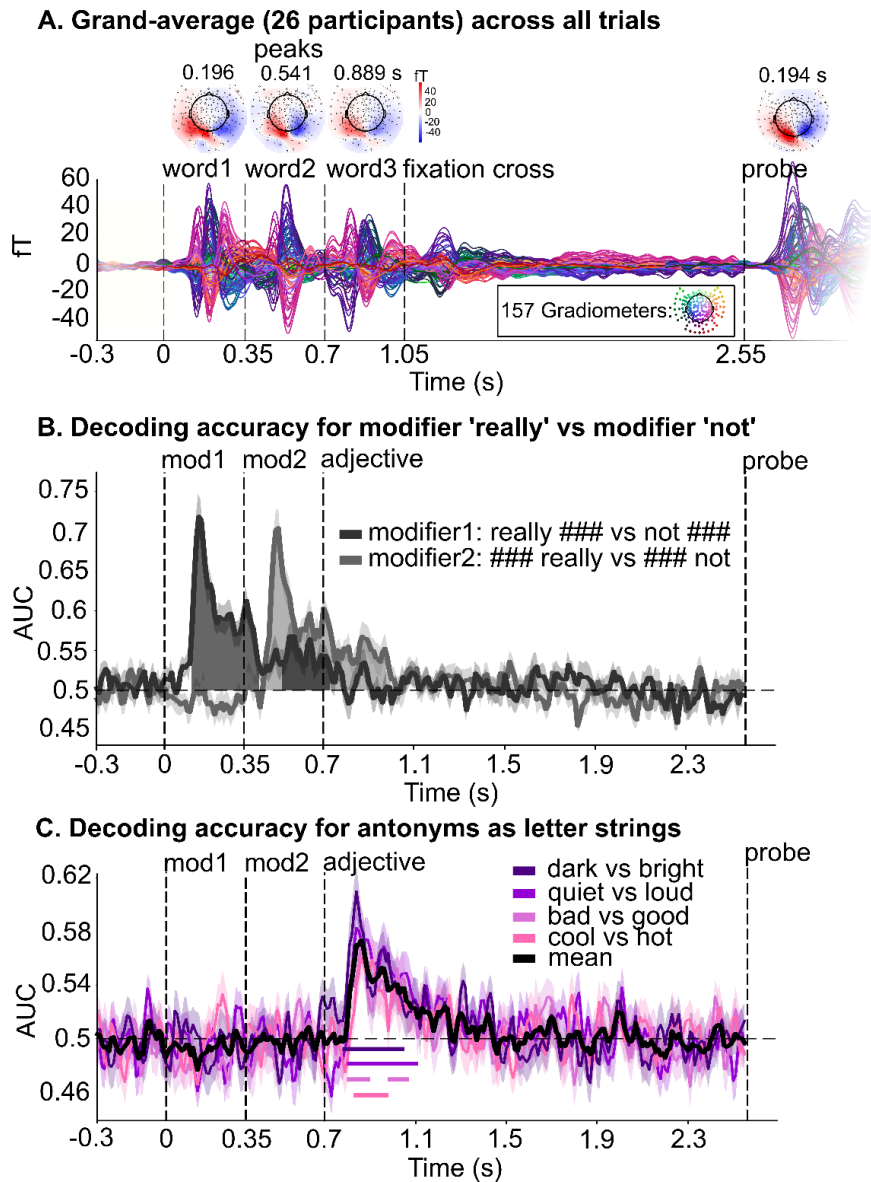 A. Grand-average (26 participants) across all trials
peaks
0.196 0.541 0.889 s fT 0.194 s
60
40
20
0
-20
-40
word1 word2 word3 fixation cross probe
60
40
20
0
-20
-40
fT
157 Gradiometers:
-0.3 0 0.35 0.7 1.05 2.55
Time (s)
B. Decoding accuracy for modifier 'really' vs modifier 'not'
mod1 mod2 adjective probe
0.75
0.7
0.65
0.6
0.55
0.5
0.45
AUC
modifier1: really ### vs not ###
modifier2: ### really vs ### not
-0.3 0 0.35 0.7 1.1 1.5 1.9 2.3
Time (s)
C. Decoding accuracy for antonyms as letter strings
mod1 mod2 adjective probe
0.62
0.58
0.54
0.5
0.46
AUC
dark vs bright
quiet vs loud
bad vs good
cool vs hot
mean
-0.3 0 0.35 0.7 1.1 1.5 1.9 2.3
Time (s)